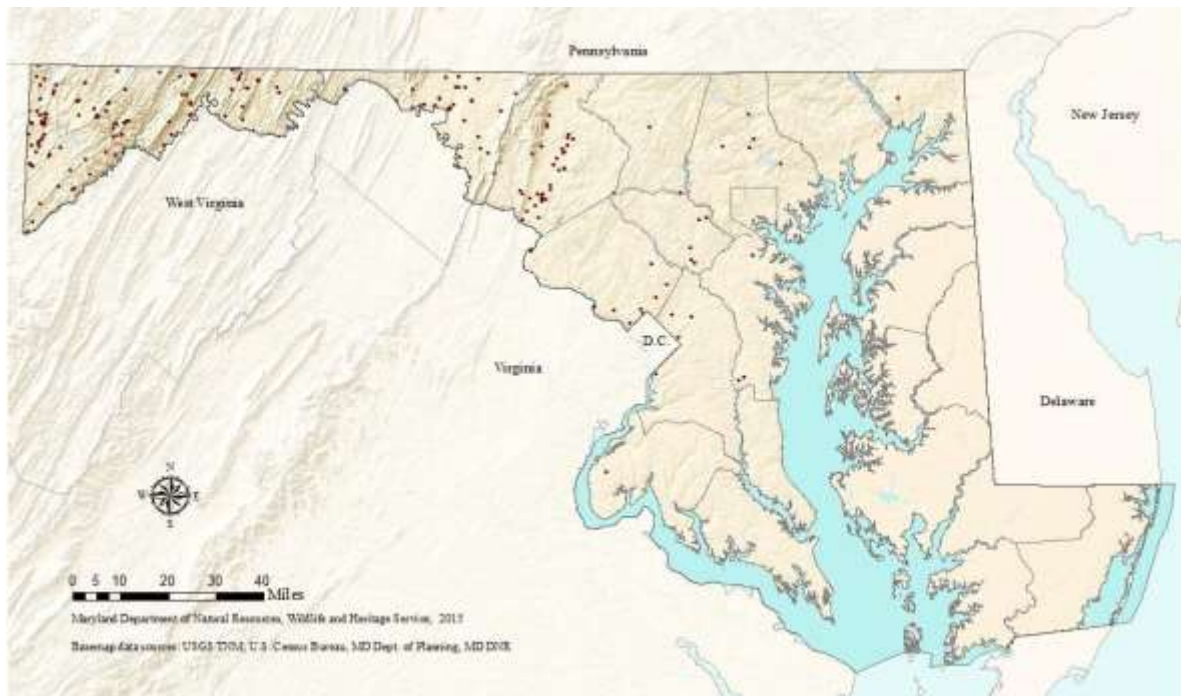 Pennsylvania
New Jersey
West Virginia
D.C.
Virginia
Delaware
N
W E
S
0 5 10 20 30 40
Miles
Maryland Department of Natural Resources, Wildlife and Heritage Service, 2015
Basemap data sources: USGS TNM, U.S. Census Bureau, MD Dept. of Planning, MD DNR